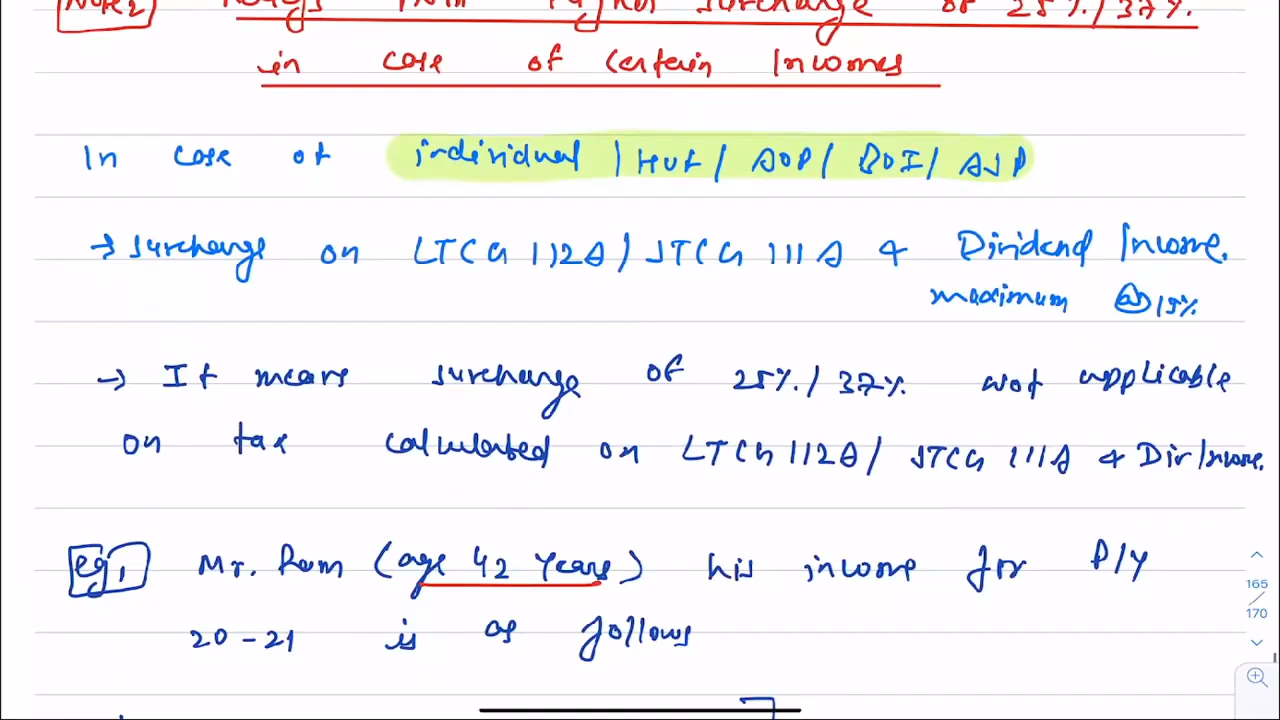 Note 2 Relief from higher surcharge of 25%/37%
in case of certain Incomes
In case of individual | HUF / AOP/ BOI/ AJP
→ surcharge on LTCG 112A/ STCG 111A & Dividend Income.
maximum @ 15%
→ It means surcharge of 25%/37% not applicable
on tax calculated on LTCG 112A/ STCG 111A & Div Income.
eg1 Mr. Ram (age 42 Years) his income for P/Y
20-21 is as follows
165
/
170